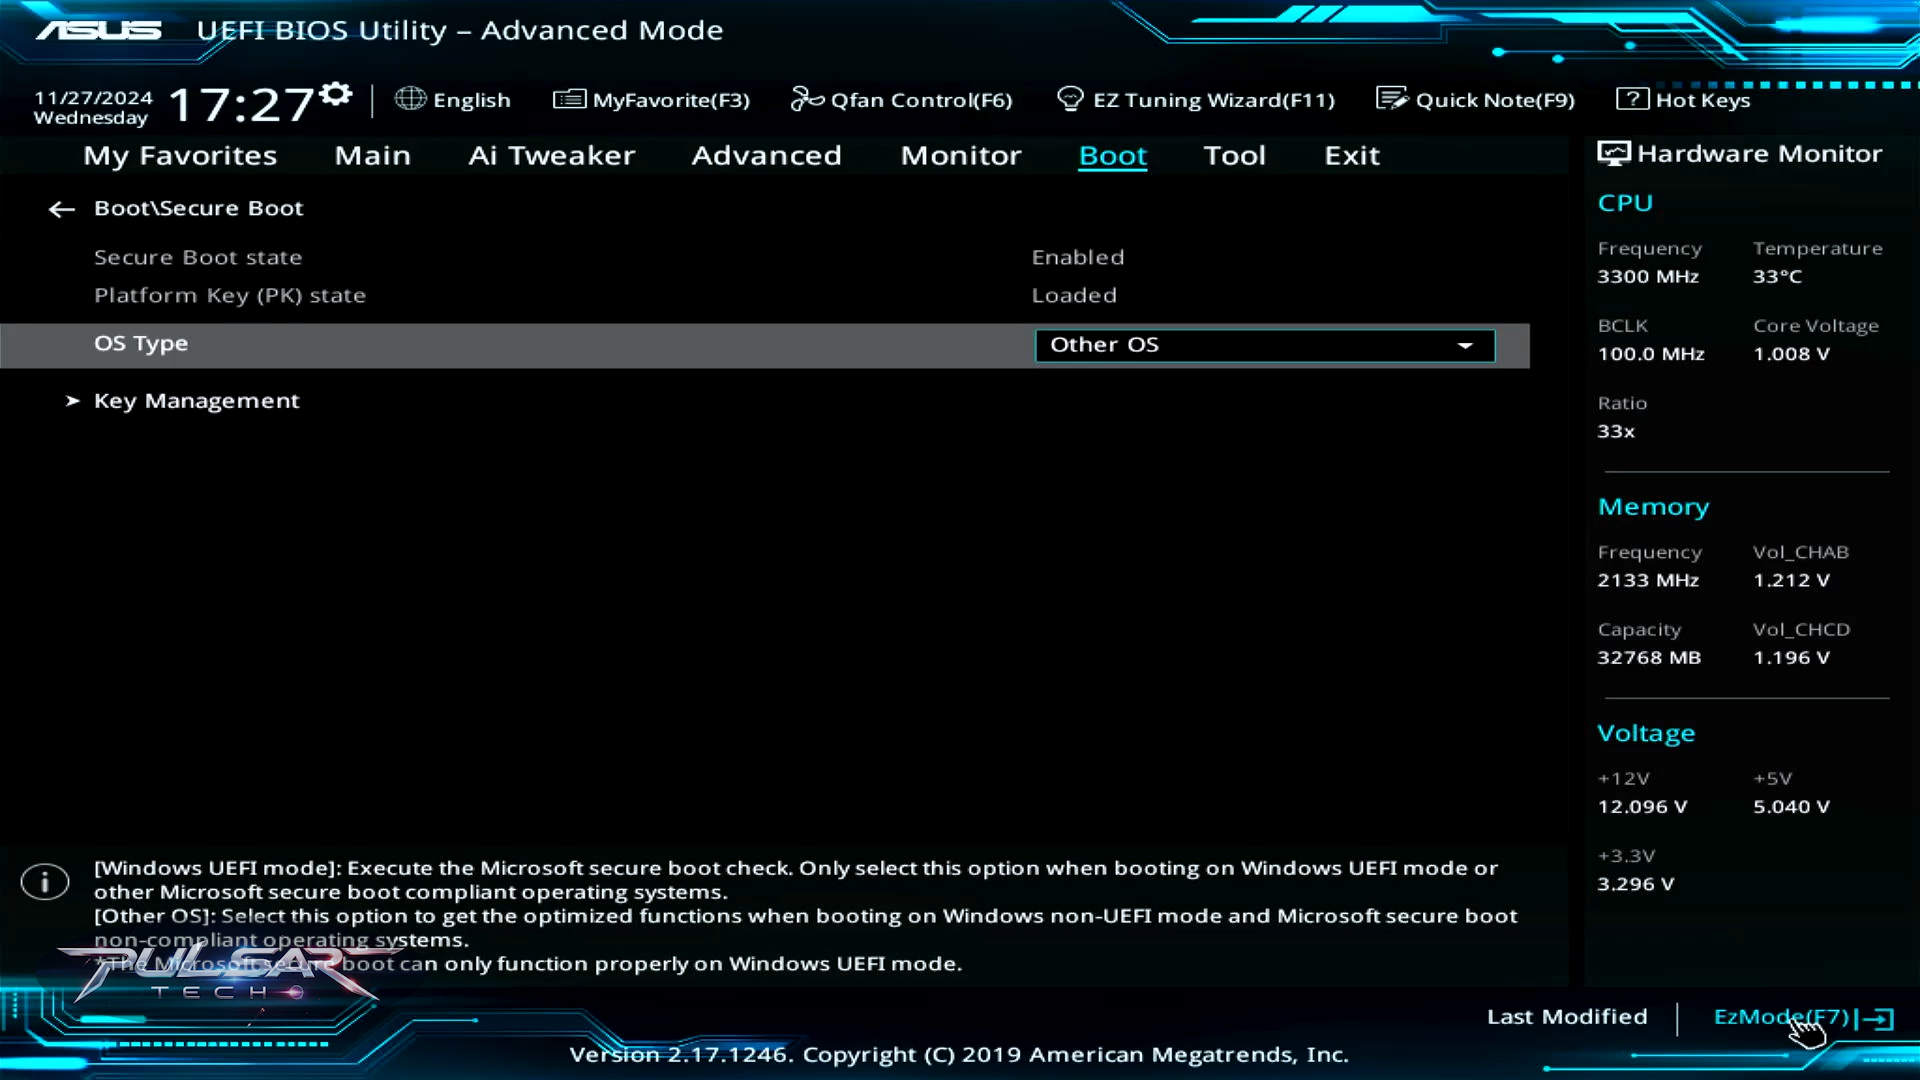 ASUS UEFI BIOS Utility – Advanced Mode
11/27/2024
Wednesday
17:27
English MyFavorite(F3) Qfan Control(F6) EZ Tuning Wizard(F11) Quick Note(F9) ? Hot Keys
My Favorites Main Ai Tweaker Advanced Monitor Boot Tool Exit
Boot\Secure Boot
Secure Boot state Enabled
Platform Key (PK) state Loaded
OS Type Other OS
Key Management
Hardware Monitor
CPU
Frequency Temperature
3300 MHz 33°C
BCLK Core Voltage
100.0 MHz 1.008 V
Ratio
33x
Memory
Frequency Vol_CHAB
2133 MHz 1.212 V
Capacity Vol_CHCD
32768 MB 1.196 V
Voltage
+12V +5V
12.096 V 5.040 V
+3.3V
3.296 V
[Windows UEFI mode]: Execute the Microsoft secure boot check. Only select this option when booting on Windows UEFI mode or
other Microsoft secure boot compliant operating systems.
[Other OS]: Select this option to get the optimized functions when booting on Windows non-UEFI mode and Microsoft secure boot
non-compliant operating systems.
*The Microsoft secure boot can only function properly on Windows UEFI mode.
PULSAR
TECH
Last Modified EzMode(F7)
Version 2.17.1246. Copyright (C) 2019 American Megatrends, Inc.